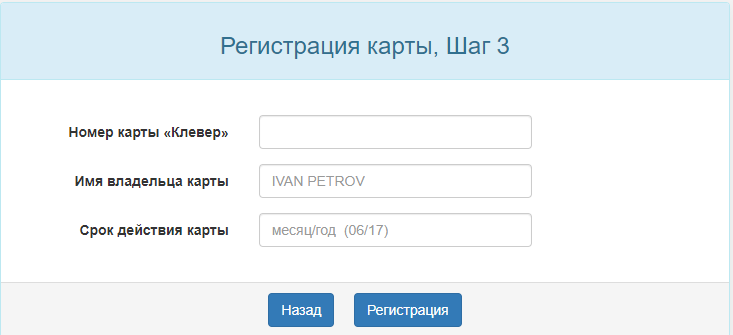 Регистрация карты, Шаг 3
Номер карты «Клевер»
Имя владельца карты IVAN PETROV
Срок действия карты месяц/год (06/17)
Назад Регистрация